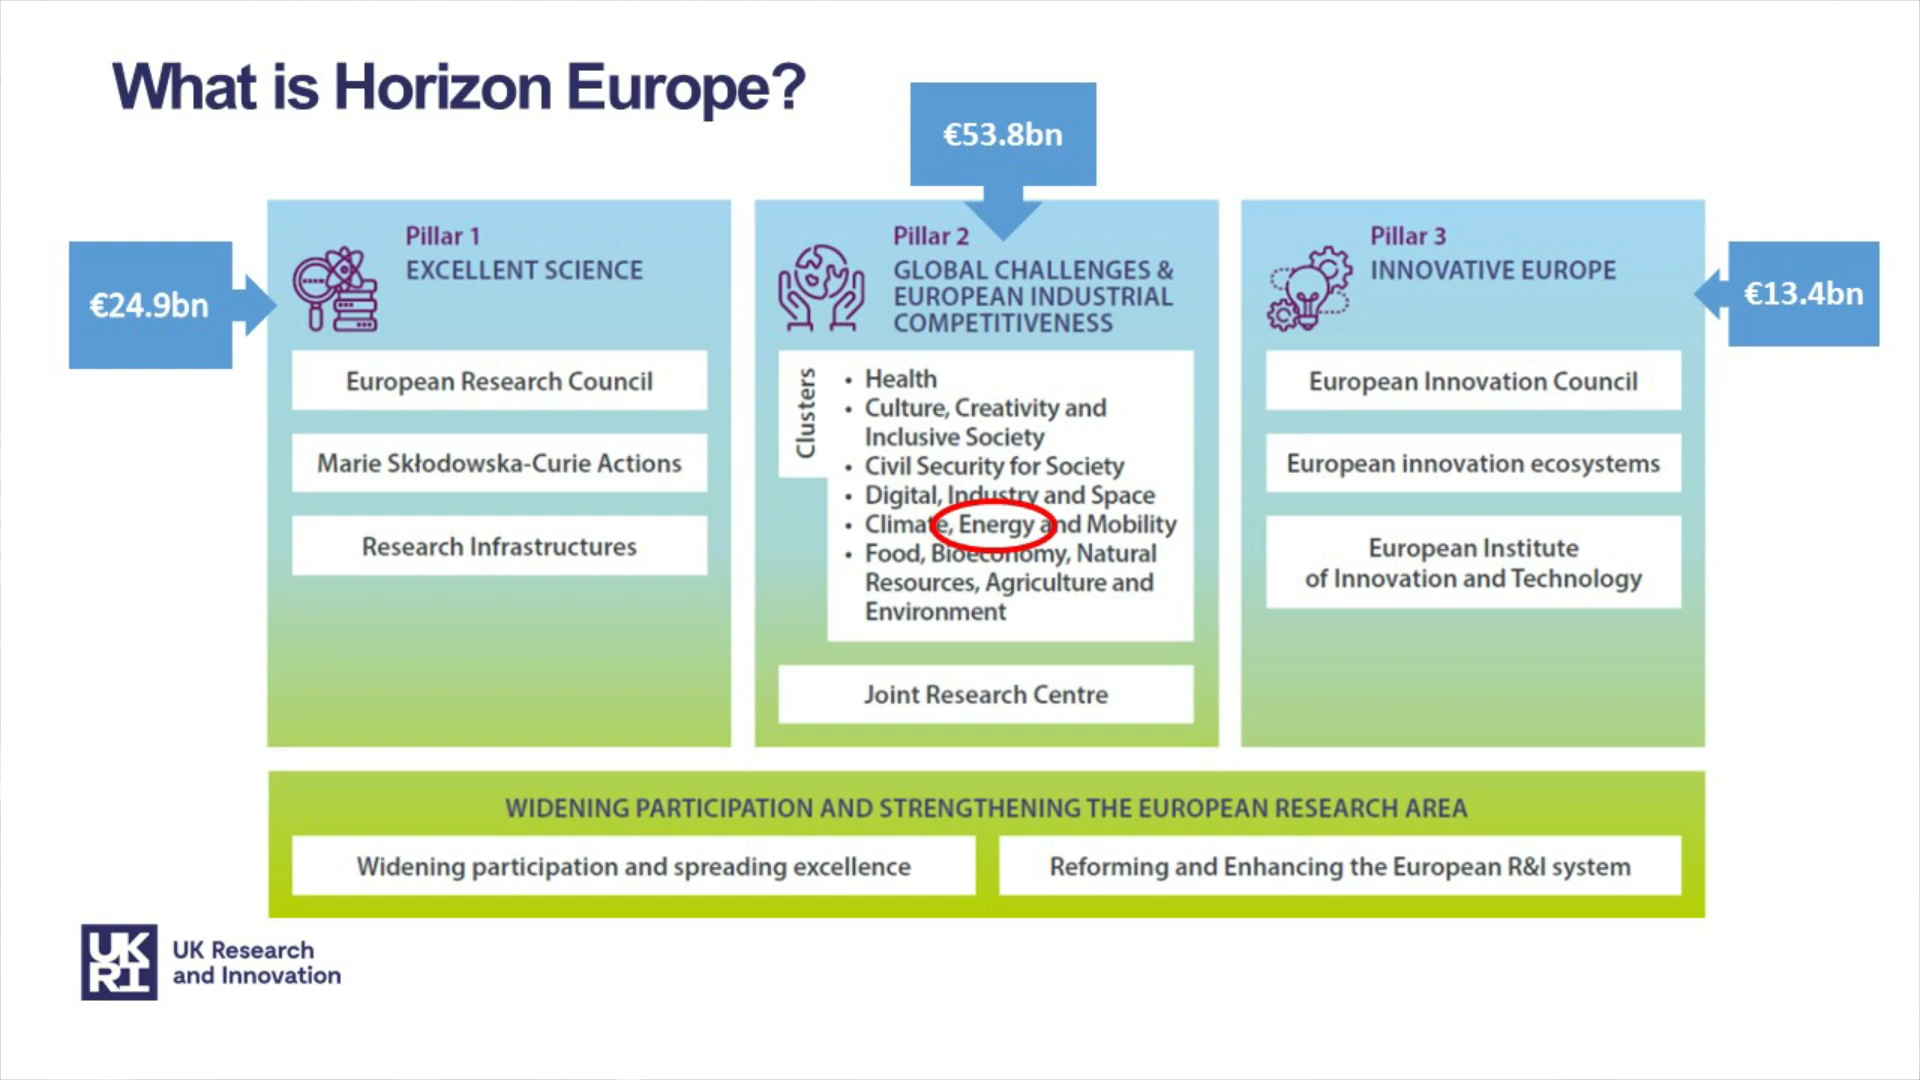 What is Horizon Europe?
€53.8bn
€24.9bn
Pillar 1
EXCELLENT SCIENCE
European Research Council
Marie Skłodowska-Curie Actions
Research Infrastructures
Pillar 2
GLOBAL CHALLENGES &
EUROPEAN INDUSTRIAL
COMPETITIVENESS
Clusters
• Health
• Culture, Creativity and
Inclusive Society
• Civil Security for Society
• Digital, Industry and Space
• Climate, Energy and Mobility
• Food, Bioeconomy, Natural
Resources, Agriculture and
Environment
Joint Research Centre
Pillar 3
INNOVATIVE EUROPE
€13.4bn
European Innovation Council
European innovation ecosystems
European Institute
of Innovation and Technology
WIDENING PARTICIPATION AND STRENGTHENING THE EUROPEAN RESEARCH AREA
Widening participation and spreading excellence
Reforming and Enhancing the European R&I system
UK
RI
UK Research
and Innovation